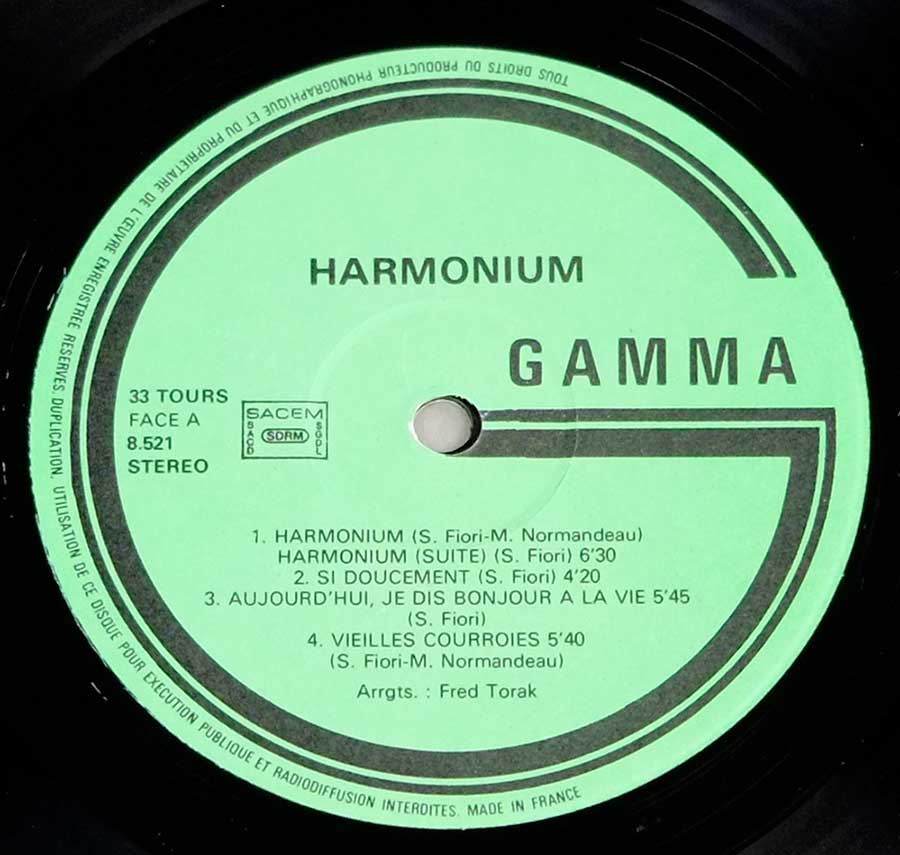 TOUS DROITS DU PRODUCTEUR PHONOGRAPHIQUE ET DU PROPRIETAIRE DE L'ŒUVRE ENREGISTREE RESERVES. DUPLICATION, UTILISATION DE CE DISQUE POUR EXECUTION PUBLIQUE ET RADIODIFFUSION INTERDITES. MADE IN FRANCE
HARMONIUM
GAMMA
33 TOURS
FACE A
8.521
STEREO
SACEM
SACD
SDRM
SGDL
1. HARMONIUM (S. Fiori-M. Normandeau)
HARMONIUM (SUITE) (S. Fiori) 6'30
2. SI DOUCEMENT (S. Fiori) 4'20
3. AUJOURD'HUI, JE DIS BONJOUR A LA VIE 5'45
(S. Fiori)
4. VIEILLES COURROIES 5'40
(S. Fiori-M. Normandeau)
Arrgts. : Fred Torak